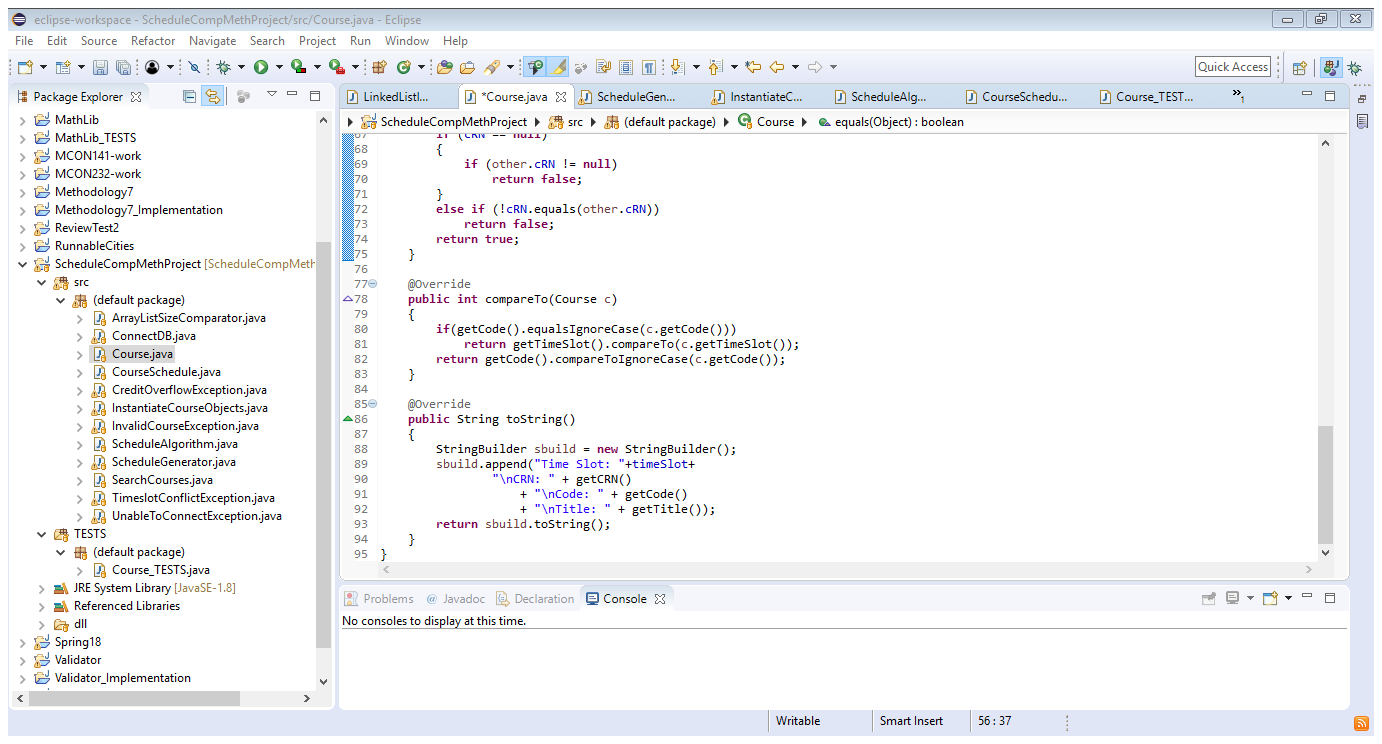 eclipse-workspace - ScheduleCompMethProject/src/Course.java - Eclipse
File Edit Source Refactor Navigate Search Project Run Window Help
Quick Access
Package Explorer
MathLib
MathLib_TESTS
MCON141-work
MCON232-work
Methodology7
Methodology7_Implementation
ReviewTest2
RunnableCities
ScheduleCompMethProject [ScheduleCompMeth
src
(default package)
ArrayListSizeComparator.java
ConnectDB.java
Course.java
CourseSchedule.java
CreditOverflowException.java
InstantiateCourseObjects.java
InvalidCourseException.java
ScheduleAlgorithm.java
ScheduleGenerator.java
SearchCourses.java
TimeslotConflictException.java
UnableToConnectException.java
TESTS
(default package)
Course_TESTS.java
JRE System Library [JavaSE-1.8]
Referenced Libraries
dll
Spring18
Validator
Validator_Implementation
LinkedListI... *Course.java ScheduleGen... InstantiateC... ScheduleAlg... CourseSchedu... Course_TEST... »1
ScheduleCompMethProject src (default package) Course equals(Object) : boolean
67 if (cRN == null)
68 {
69 if (other.cRN != null)
70 return false;
71 }
72 else if (!cRN.equals(other.cRN))
73 return false;
74 return true;
75 }
76
77 @Override
78 public int compareTo(Course c)
79 {
80 if(getCode().equalsIgnoreCase(c.getCode()))
81 return getTimeSlot().compareTo(c.getTimeSlot());
82 return getCode().compareToIgnoreCase(c.getCode());
83 }
84
85 @Override
86 public String toString()
87 {
88 StringBuilder sbuild = new StringBuilder();
89 sbuild.append("Time Slot: "+timeSlot+
90 "\nCRN: " + getCRN()
91 + "\nCode: " + getCode()
92 + "\nTitle: " + getTitle());
93 return sbuild.toString();
94 }
95 }
Problems @ Javadoc Declaration Console
No consoles to display at this time.
Writable Smart Insert 56 : 37